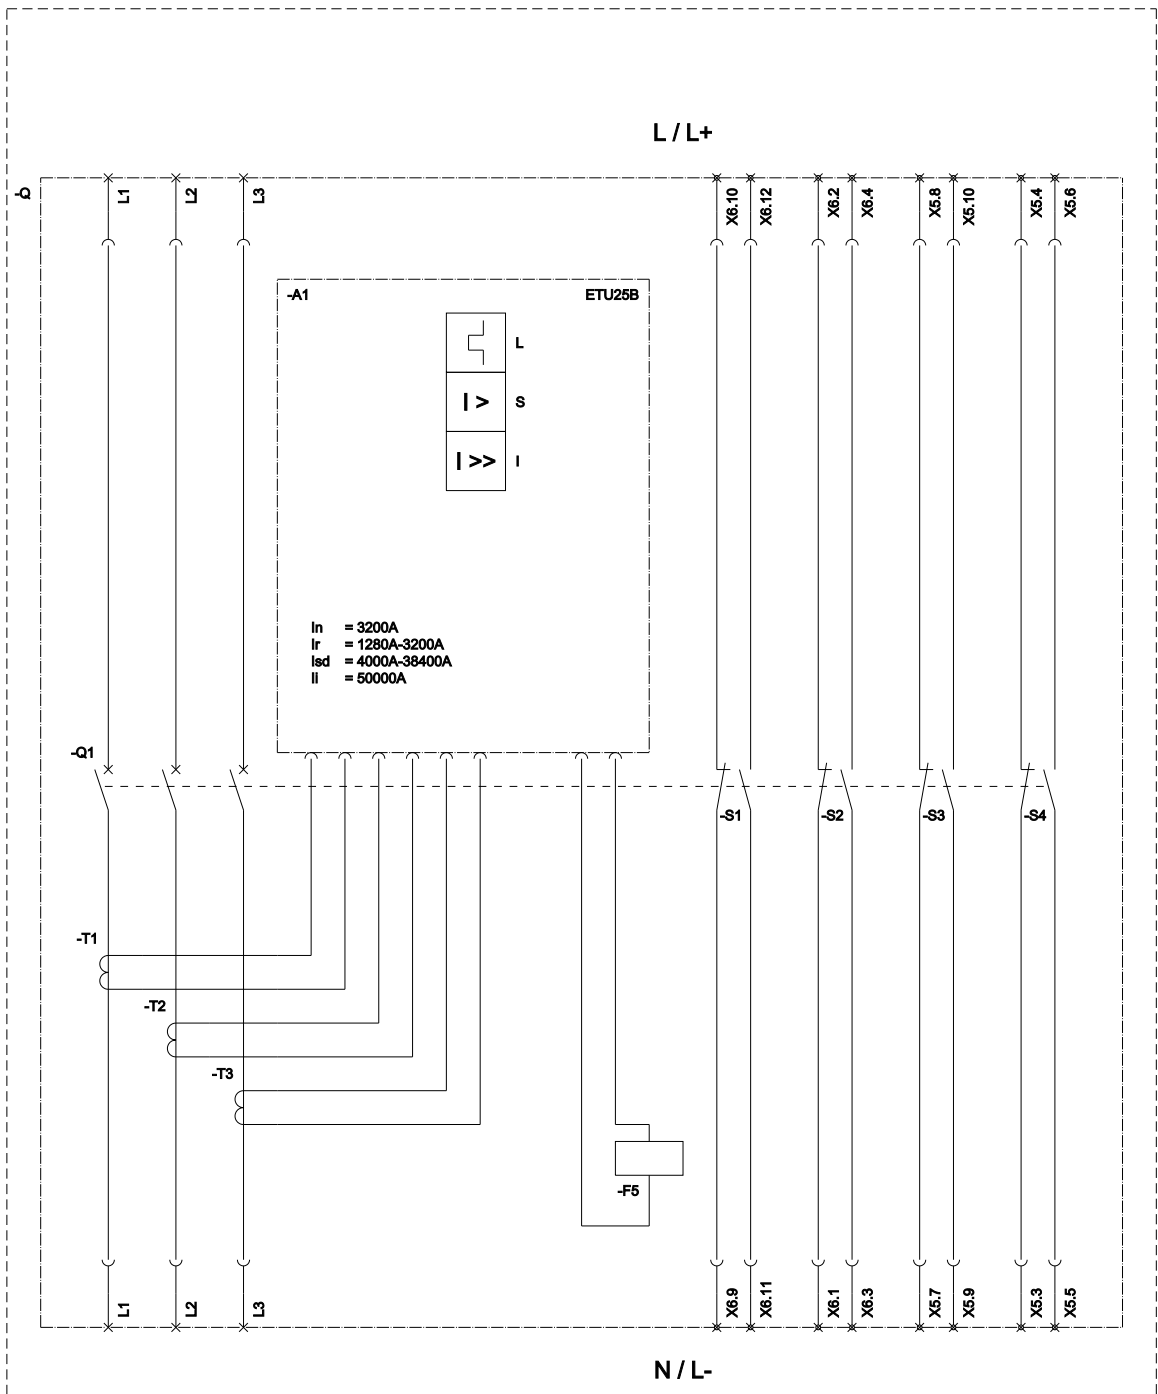 L / L+
-Q
L1
L2
L3
X6.10
X6.12
X6.2
X6.4
X5.8
X5.10
X5.4
X5.6
-A1
ETU25B
L
I >
S
I >>
I
In = 3200A
Ir = 1280A-3200A
Isd = 4000A-38400A
Ii = 50000A
-Q1
-S1
-S2
-S3
-S4
-T1
-T2
-T3
-F5
L1
L2
L3
X6.9
X6.11
X6.1
X6.3
X5.7
X5.9
X5.3
X5.5
N / L-